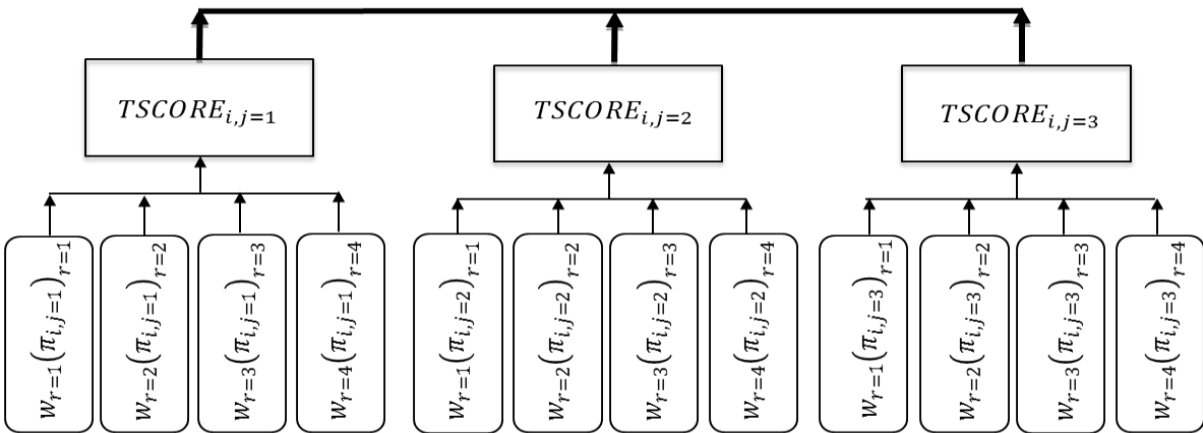 TSCORE_{i,j=1}
TSCORE_{i,j=2}
TSCORE_{i,j=3}
w_{r=1}(π_{i,j=1})_{r=1}
w_{r=2}(π_{i,j=1})_{r=2}
w_{r=3}(π_{i,j=1})_{r=3}
w_{r=4}(π_{i,j=1})_{r=4}
w_{r=1}(π_{i,j=2})_{r=1}
w_{r=2}(π_{i,j=2})_{r=2}
w_{r=3}(π_{i,j=2})_{r=3}
w_{r=4}(π_{i,j=2})_{r=4}
w_{r=1}(π_{i,j=3})_{r=1}
w_{r=2}(π_{i,j=3})_{r=2}
w_{r=3}(π_{i,j=3})_{r=3}
w_{r=4}(π_{i,j=3})_{r=4}